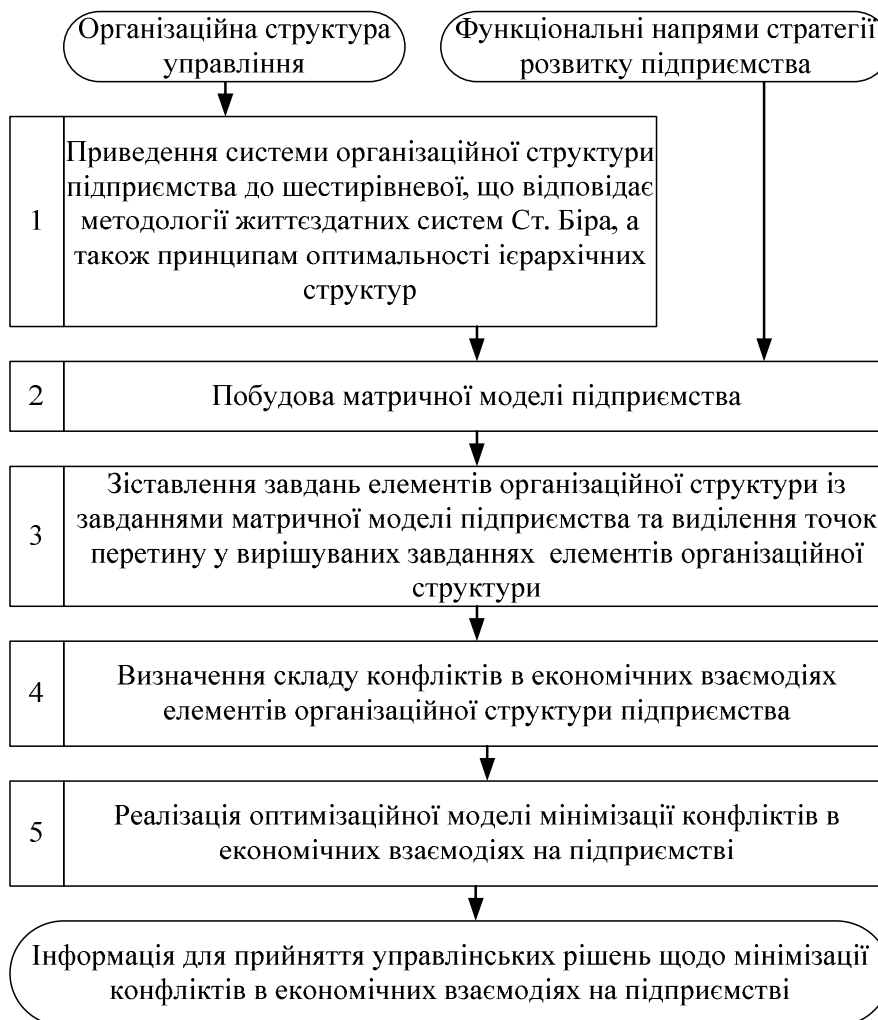 Організаційна структура
управління
Функціональні напрями стратегії
розвитку підприємства
1
Приведення системи організаційної структури
підприємства до шестирівневої, що відповідає
методології життєздатних систем Ст. Біра, а
також принципам оптимальності ієрархічних
структур
2
Побудова матричної моделі підприємства
3
Зіставлення завдань елементів організаційної структури із
завданнями матричної моделі підприємства та виділення точок
перетину у вирішуваних завданнях елементів організаційної
структури
4
Визначення складу конфліктів в економічних взаємодіях
елементів організаційної структури підприємства
5
Реалізація оптимізаційної моделі мінімізації конфліктів в
економічних взаємодіях на підприємстві
Інформація для прийняття управлінських рішень щодо мінімізації
конфліктів в економічних взаємодіях на підприємстві